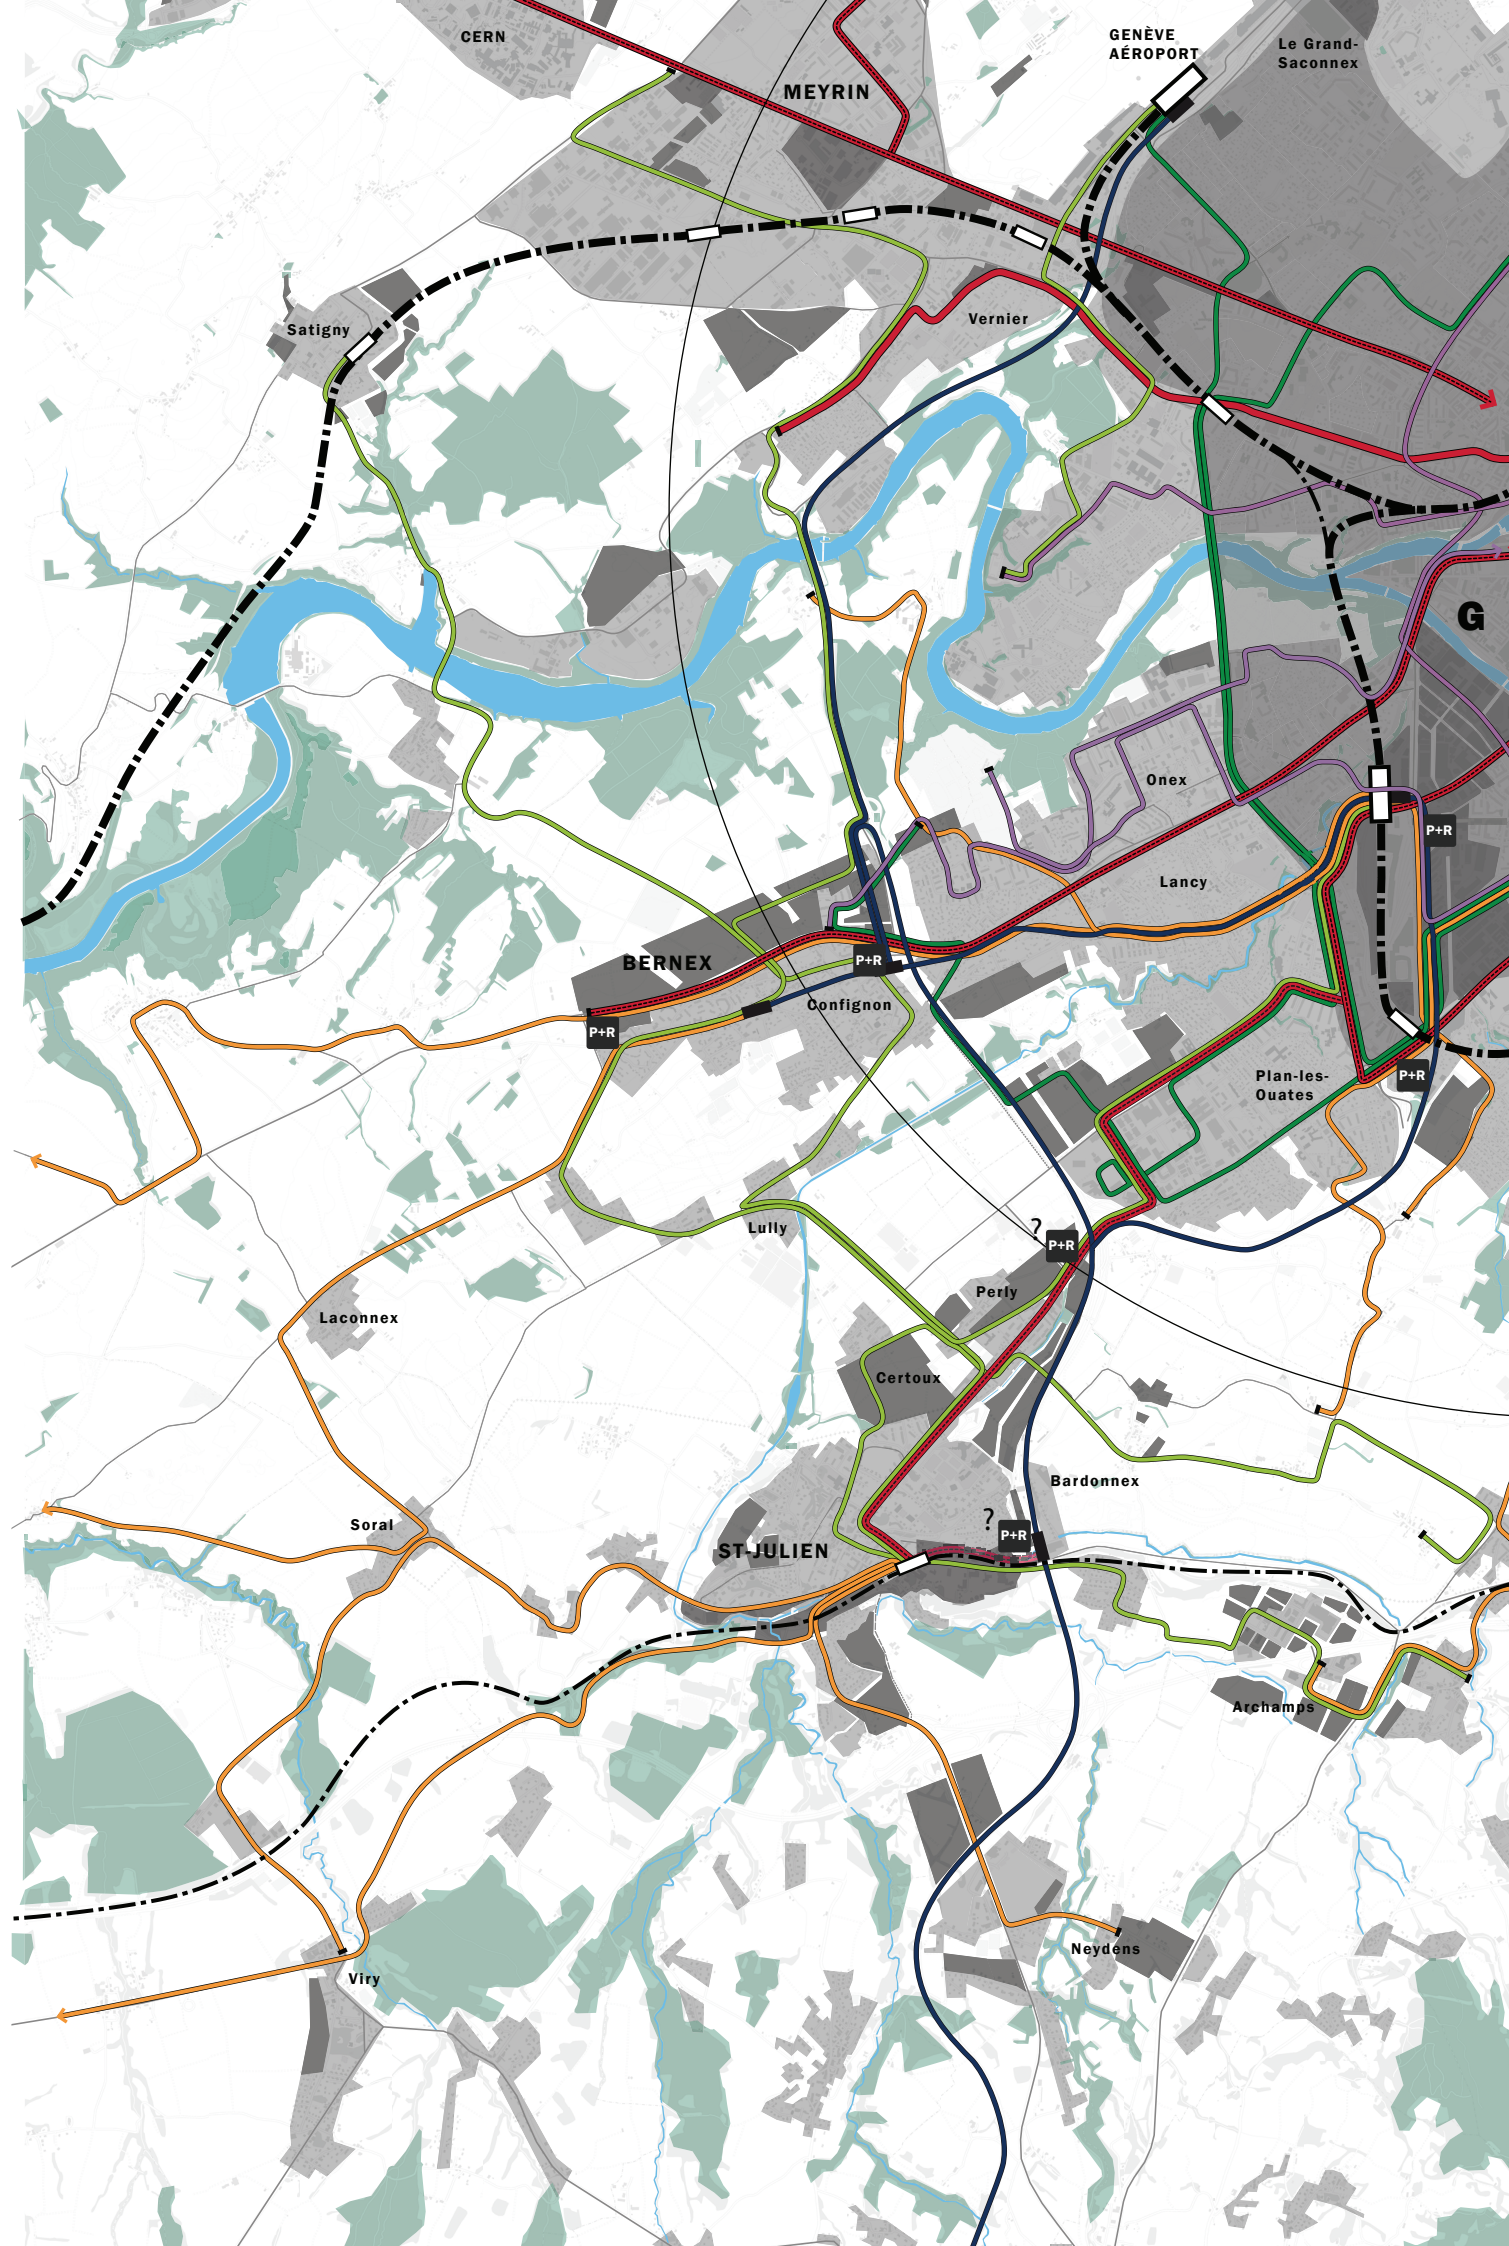 CERN
GENÈVE
AÉROPORT
Le Grand-
Saconnex
MEYRIN
Satigny
Vernier
G
Onex
P+R
Lancy
BERNEX
P+R
Confignon
P+R
Plan-les-
Ouates
P+R
Lully
?
P+R
Perly
Laconnex
Certoux
Bardonnex
Soral
?
P+R
ST-JULIEN
Archamps
Neydens
Viry